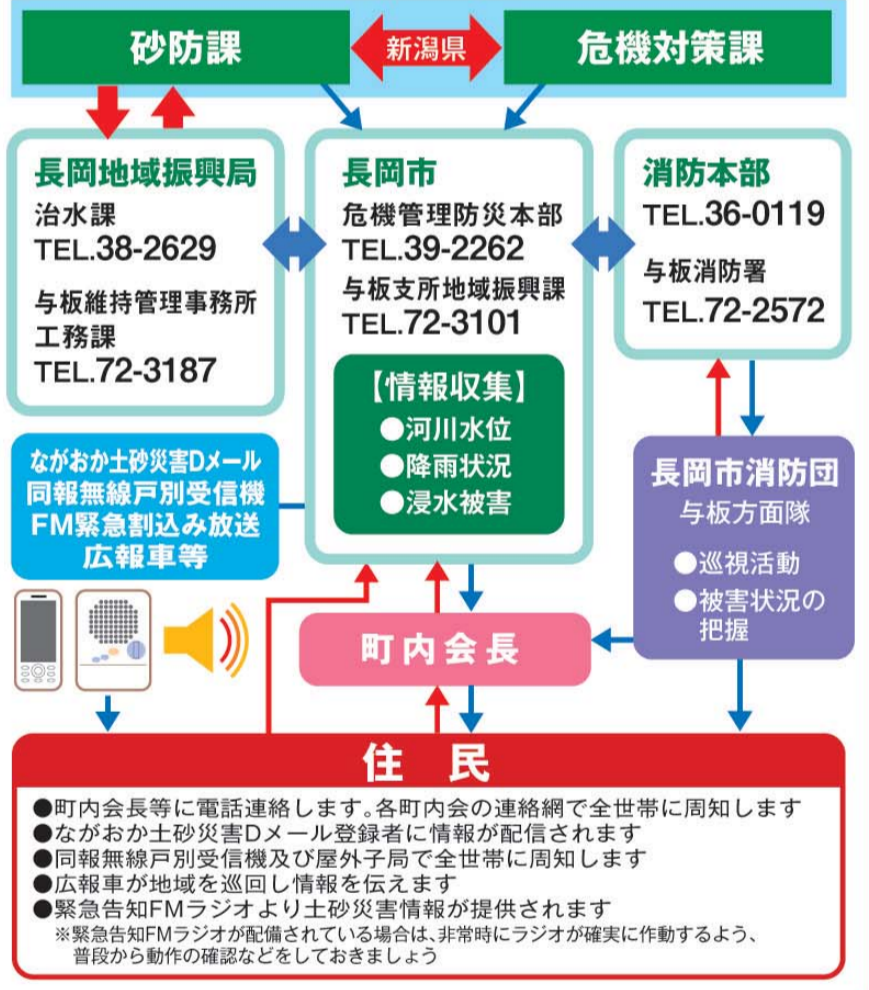 砂防課
新潟県
危機対策課
長岡地域振興局
治水課
TEL.38-2629
与板維持管理事務所
工務課
TEL.72-3187
長岡市
危機管理防災本部
TEL.39-2262
与板支所地域振興課
TEL.72-3101
【情報収集】
●河川水位
●降雨状況
●浸水被害
消防本部
TEL.36-0119
与板消防署
TEL.72-2572
ながおか土砂災害Dメール
同報無線戸別受信機
FM緊急割込み放送
広報車等
長岡市消防団
与板方面隊
●巡視活動
●被害状況の
把握
町内会長
住 民
●町内会長等に電話連絡します。各町内会の連絡網で全世帯に周知します
●ながおか土砂災害Dメール登録者に情報が配信されます
●同報無線戸別受信機及び屋外子局で全世帯に周知します
●広報車が地域を巡回し情報を伝えます
●緊急告知FMラジオより土砂災害情報が提供されます
※緊急告知FMラジオが配備されている場合は、非常時にラジオが確実に作動するよう、
普段から動作の確認などをしておきましょう